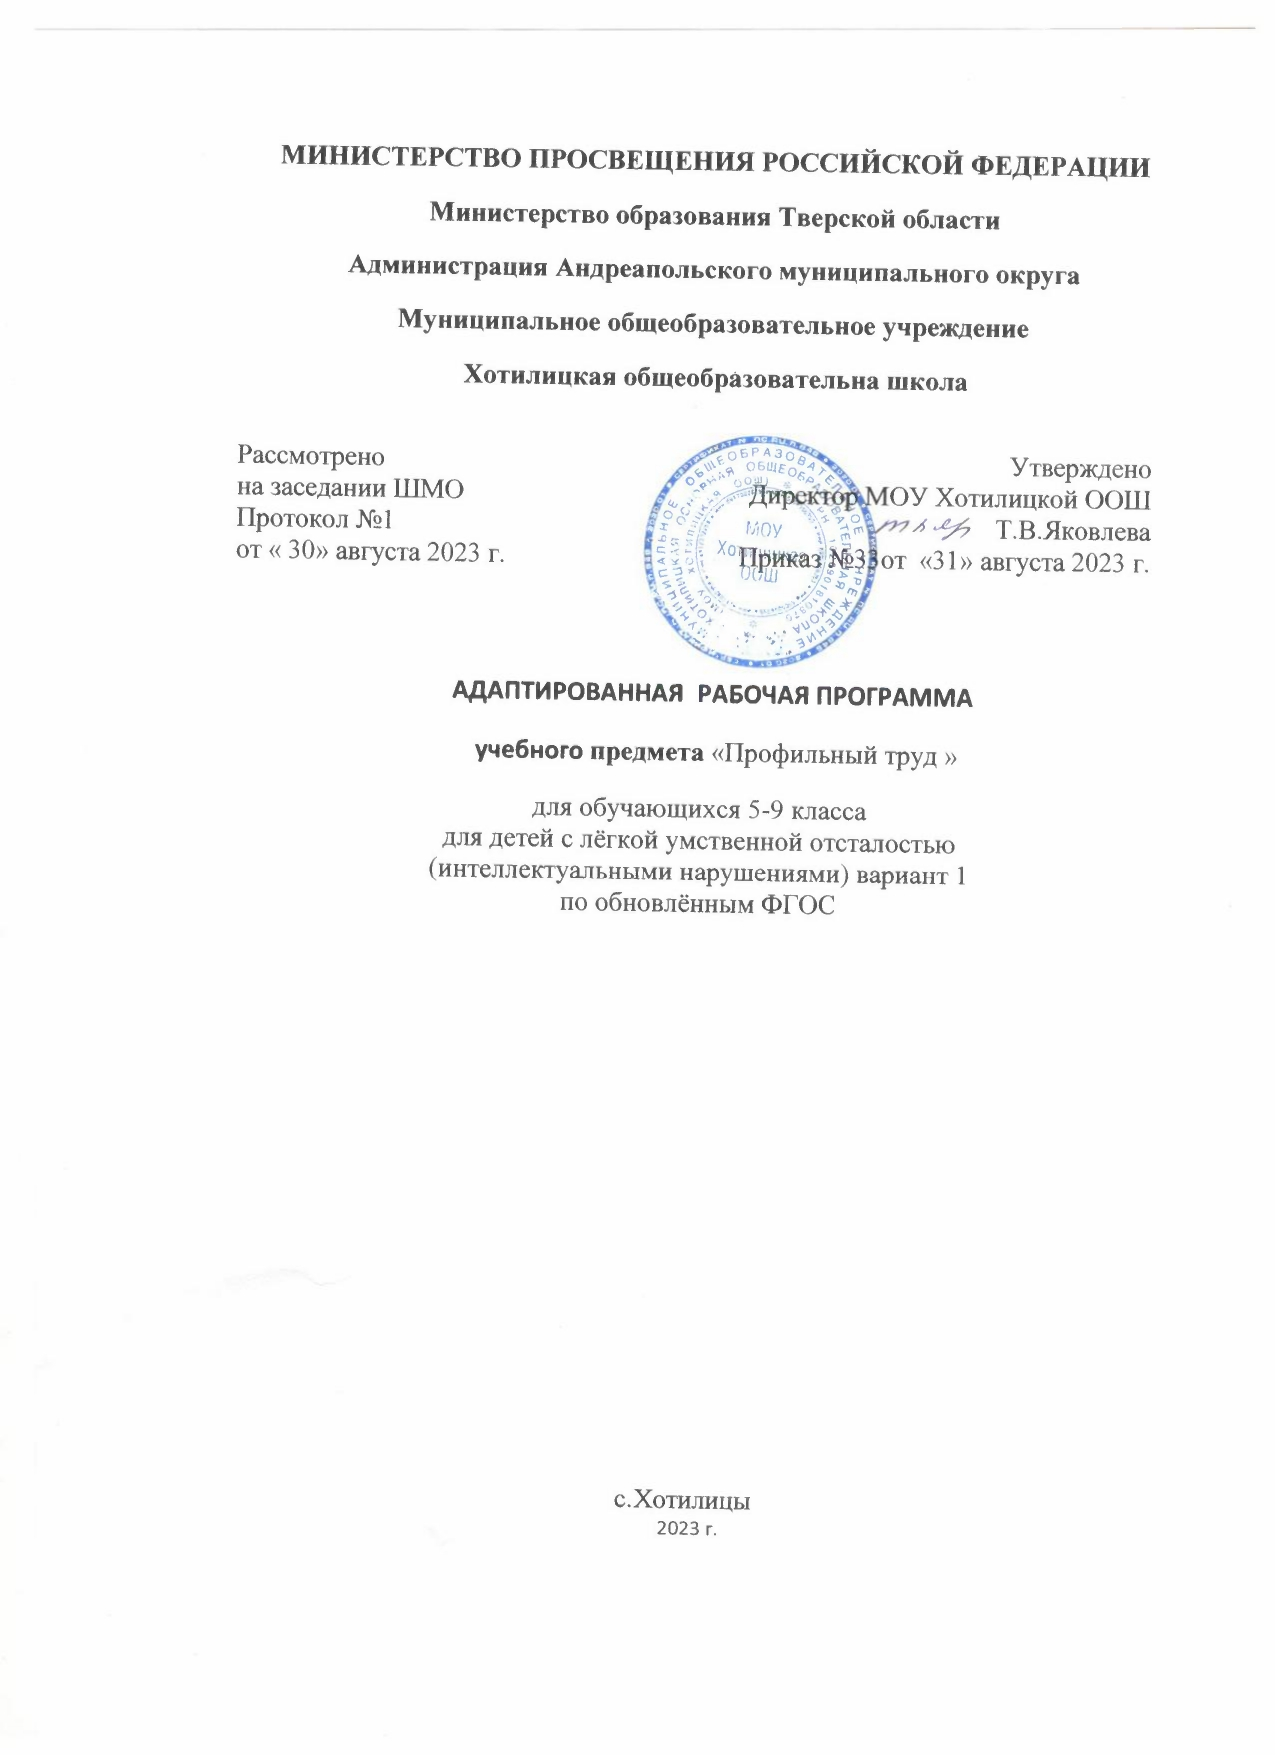 МИНИСТЕРСТВО ПРОСВЕЩЕНИЯ РОССИЙСКОЙ ФЕДЕРАЦИИ
Министерство образования Тверской области
Администрация Андреапольского муниципального округа
Муниципальное общеобразовательное учреждение
Хотилицкая общеобразовательна школа
Рассмотрено
на заседании ШМО
Протокол №1
от « 30» августа 2023 г.
Утверждено
Директор МОУ Хотилицкой ООШ
Т.В.Яковлева
Приказ №33от «31» августа 2023 г.
МОУ
Хотилицкая
ООШ
АДАПТИРОВАННАЯ РАБОЧАЯ ПРОГРАММА
учебного предмета «Профильный труд »
для обучающихся 5-9 класса
для детей с лёгкой умственной отсталостью
(интеллектуальными нарушениями) вариант 1
по обновлённым ФГОС
с.Хотилицы
2023 г.